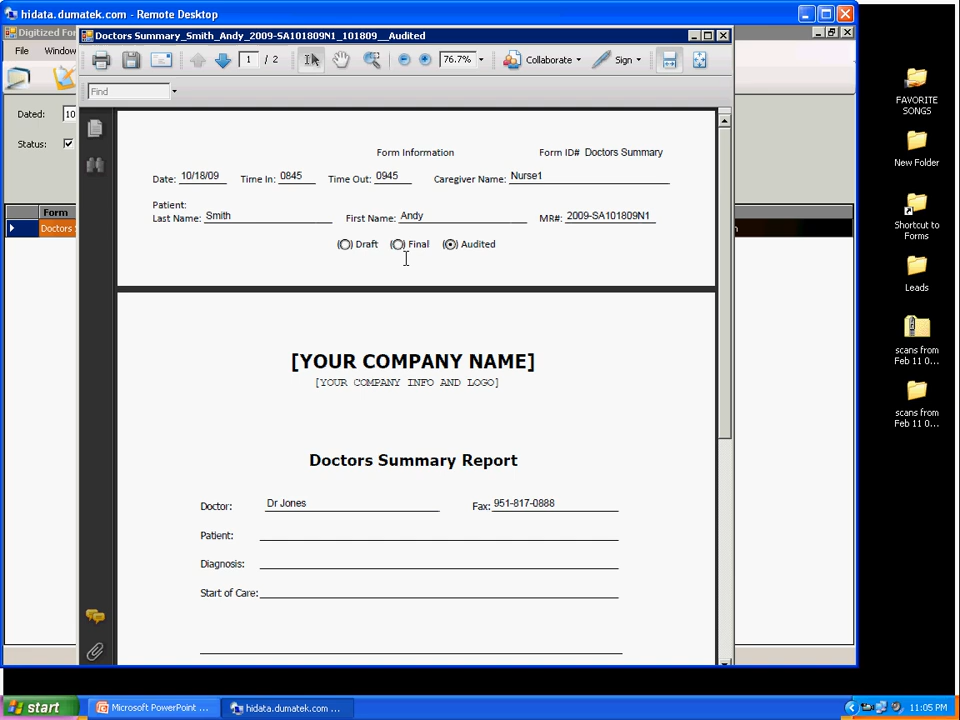 hidata.dumatek.com - Remote Desktop
Digitized For
Doctors Summary_Smith_Andy_2009-SA101809N1_101809__Audited
File Window
1 / 2 76.7% Collaborate Sign
Find
Dated: 10
Status:
Form
Doctors
Form Information Form ID# Doctors Summary
Date: 10/18/09 Time In: 0845 Time Out: 0945 Caregiver Name: Nurse1
Patient:
Last Name: Smith First Name: Andy MR#: 2009-SA101809N1
Draft Final Audited
[YOUR COMPANY NAME]
[YOUR COMPANY INFO AND LOGO]
Doctors Summary Report
Doctor: Dr Jones Fax: 951-817-0888
Patient:
Diagnosis:
Start of Care:
FAVORITE
SONGS
New Folder
Shortcut to
Forms
Leads
scans from
Feb 11 0...
scans from
Feb 11 0...
start Microsoft PowerPoint ... hidata.dumatek.com ... 11:05 PM